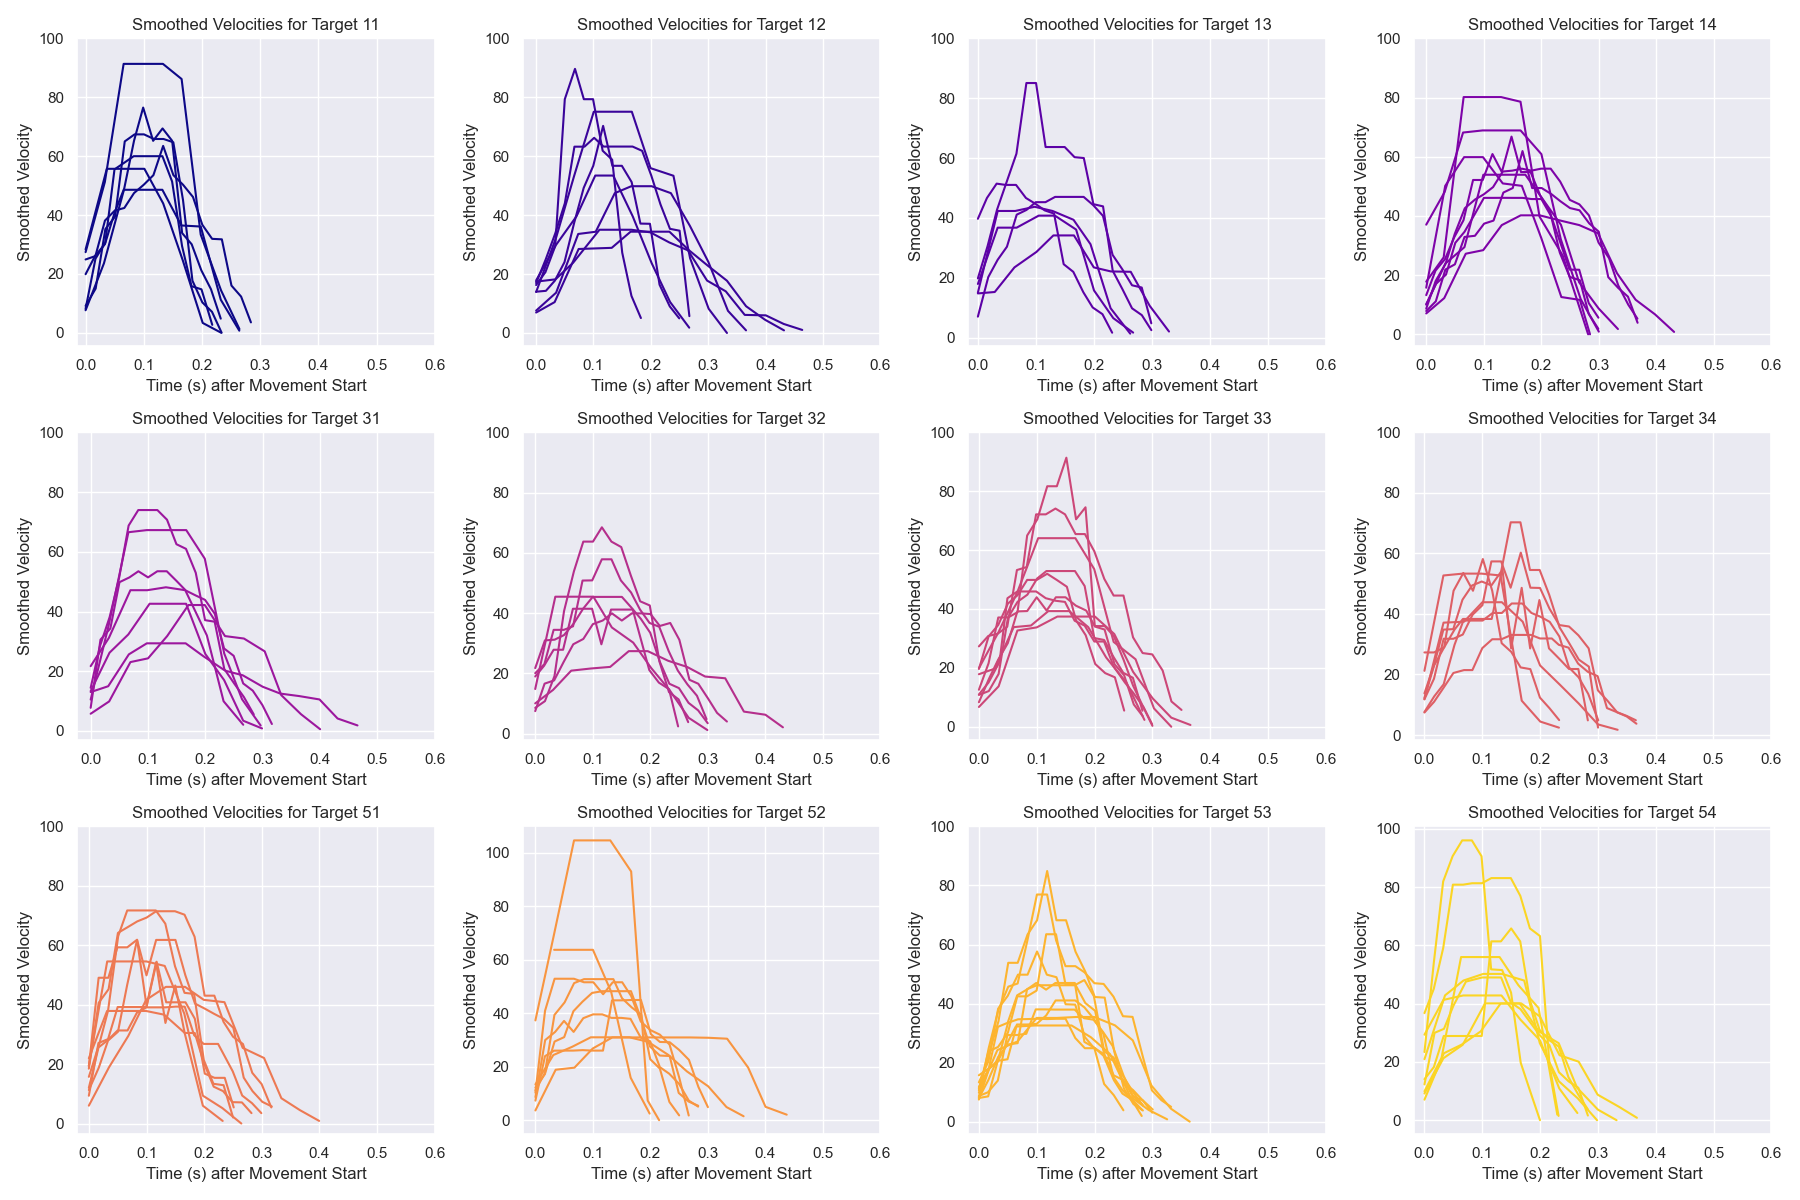 Smoothed Velocities for Target 11
Smoothed Velocity
100
80
60
40
20
0
0.0 0.1 0.2 0.3 0.4 0.5 0.6
Time (s) after Movement Start
Smoothed Velocities for Target 12
Smoothed Velocity
100
80
60
40
20
0
0.0 0.1 0.2 0.3 0.4 0.5 0.6
Time (s) after Movement Start
Smoothed Velocities for Target 13
Smoothed Velocity
100
80
60
40
20
0
0.0 0.1 0.2 0.3 0.4 0.5 0.6
Time (s) after Movement Start
Smoothed Velocities for Target 14
Smoothed Velocity
100
80
60
40
20
0
0.0 0.1 0.2 0.3 0.4 0.5 0.6
Time (s) after Movement Start
Smoothed Velocities for Target 31
Smoothed Velocity
100
80
60
40
20
0
0.0 0.1 0.2 0.3 0.4 0.5 0.6
Time (s) after Movement Start
Smoothed Velocities for Target 32
Smoothed Velocity
100
80
60
40
20
0
0.0 0.1 0.2 0.3 0.4 0.5 0.6
Time (s) after Movement Start
Smoothed Velocities for Target 33
Smoothed Velocity
100
80
60
40
20
0
0.0 0.1 0.2 0.3 0.4 0.5 0.6
Time (s) after Movement Start
Smoothed Velocities for Target 34
Smoothed Velocity
100
80
60
40
20
0
0.0 0.1 0.2 0.3 0.4 0.5 0.6
Time (s) after Movement Start
Smoothed Velocities for Target 51
Smoothed Velocity
100
80
60
40
20
0
0.0 0.1 0.2 0.3 0.4 0.5 0.6
Time (s) after Movement Start
Smoothed Velocities for Target 52
Smoothed Velocity
100
80
60
40
20
0
0.0 0.1 0.2 0.3 0.4 0.5 0.6
Time (s) after Movement Start
Smoothed Velocities for Target 53
Smoothed Velocity
100
80
60
40
20
0
0.0 0.1 0.2 0.3 0.4 0.5 0.6
Time (s) after Movement Start
Smoothed Velocities for Target 54
Smoothed Velocity
100
80
60
40
20
0
0.0 0.1 0.2 0.3 0.4 0.5 0.6
Time (s) after Movement Start